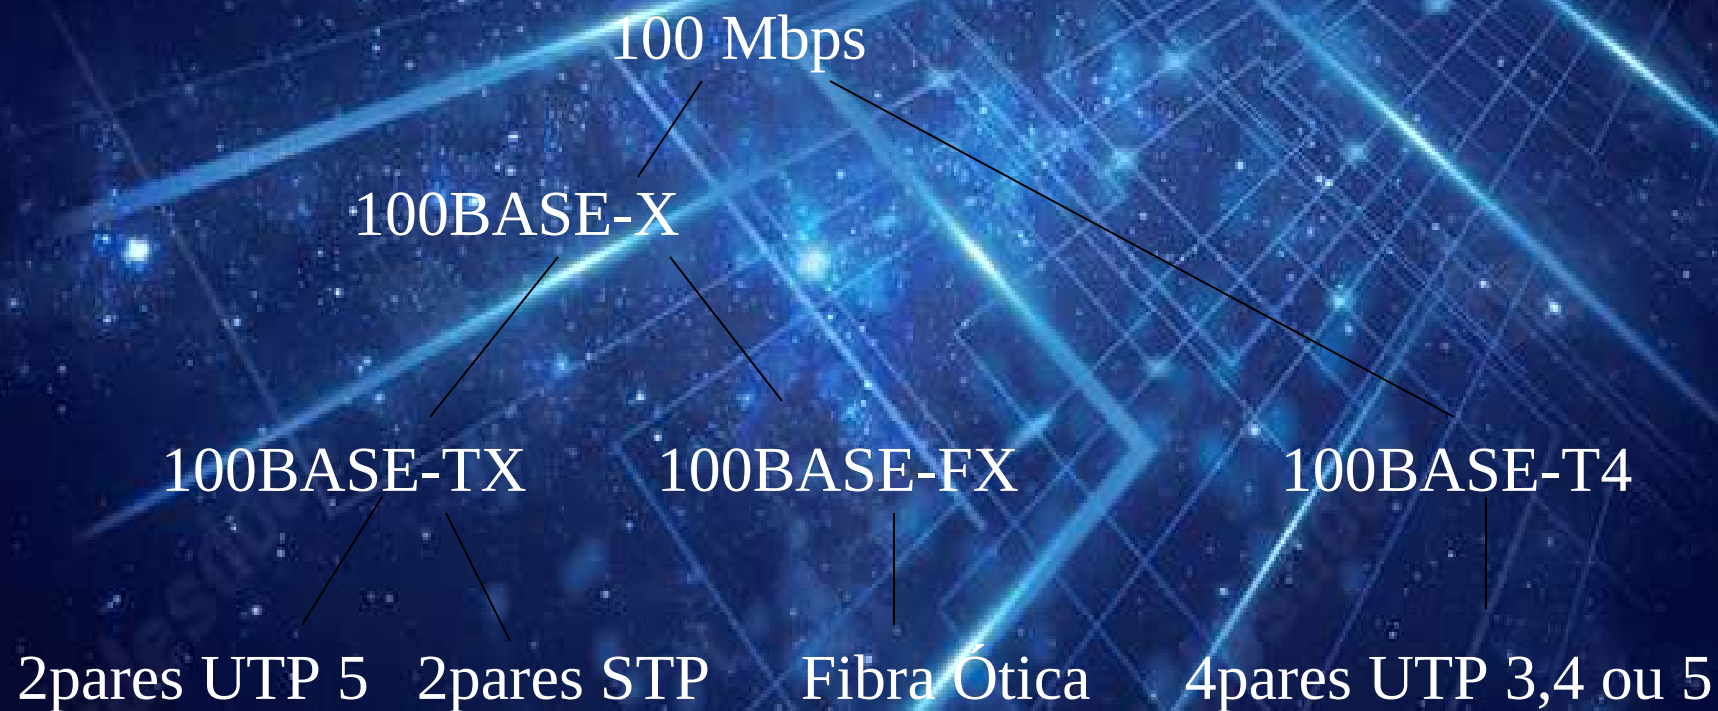 100 Mbps
100BASE-X
100BASE-TX 100BASE-FX 100BASE-T4
2pares UTP 5 2pares STP Fibra Ótica 4pares UTP 3,4 ou 5